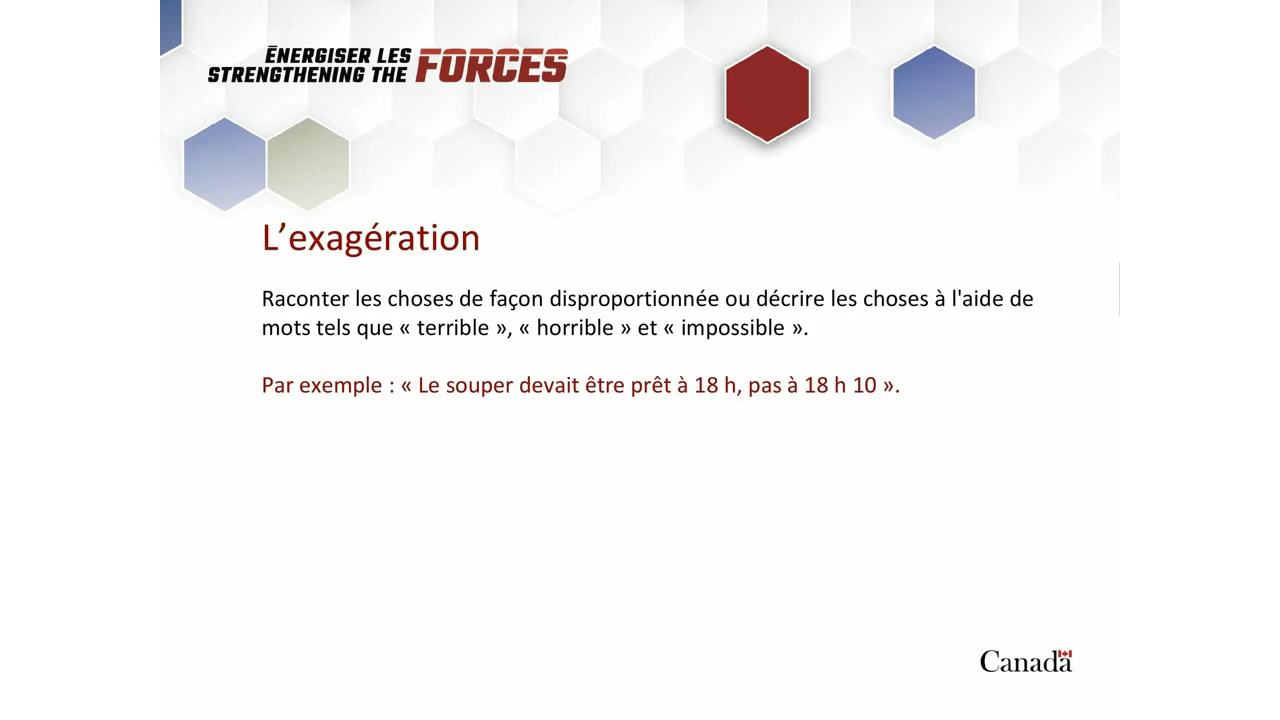 ÉNERGISER LES
STRENGTHENING THE FORCES
L’exagération
Raconter les choses de façon disproportionnée ou décrire les choses à l'aide de
mots tels que « terrible », « horrible » et « impossible ».
Par exemple : « Le souper devait être prêt à 18 h, pas à 18 h 10 ».
Canada